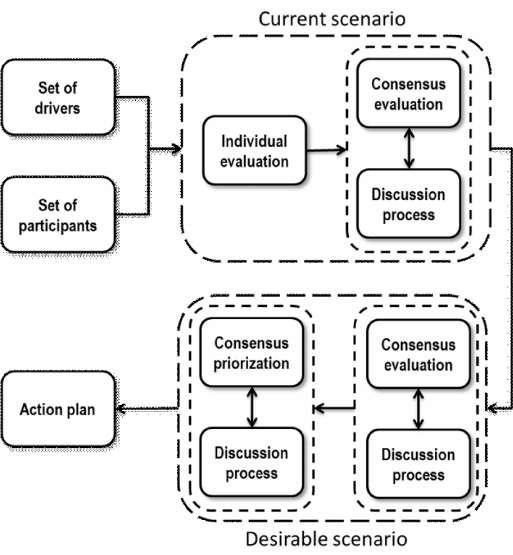 Current scenario
Set of
drivers
Set of
participants
Individual
evaluation
Consensus
evaluation
Discussion
process
Consensus
priorization
Discussion
process
Consensus
evaluation
Discussion
process
Action plan
Desirable scenario